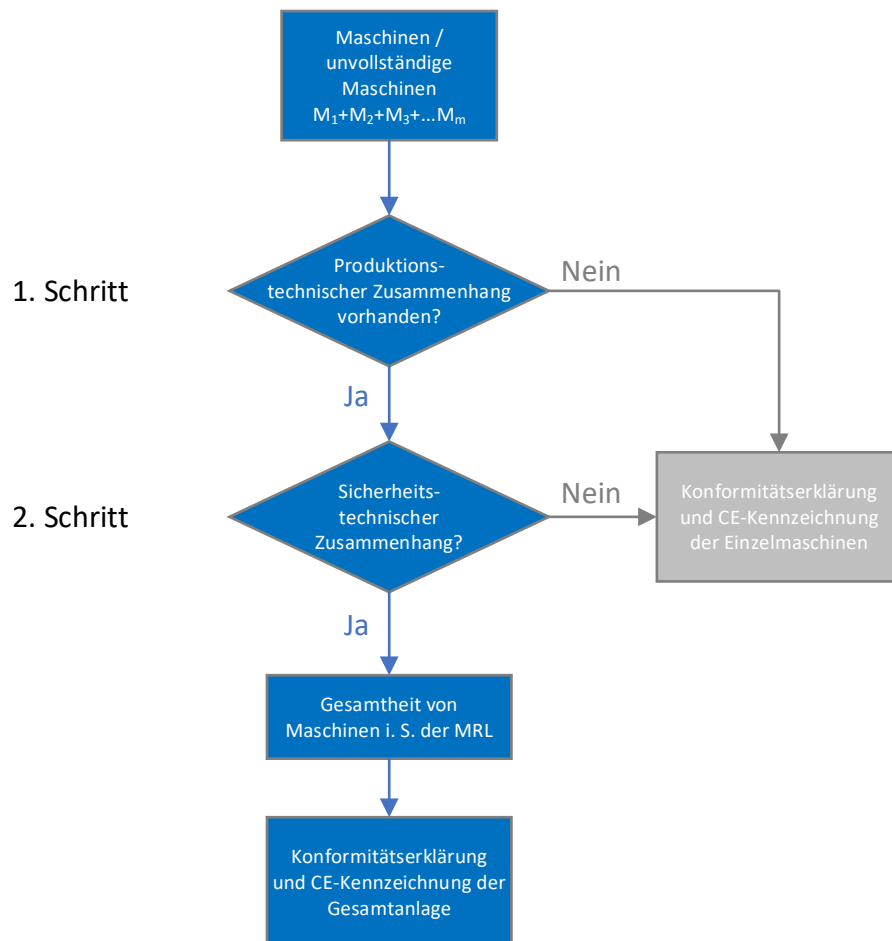 Maschinen /
unvollständige
Maschinen
M₁+M₂+M₃+...Mₘ
1. Schritt
Produktions-
technischer Zusammenhang
vorhanden?
Nein
Ja
2. Schritt
Sicherheits-
technischer
Zusammenhang?
Nein
Konformitätserklärung
und CE-Kennzeichnung
der Einzelmaschinen
Ja
Gesamtheit von
Maschinen i. S. der MRL
Konformitätserklärung
und CE-Kennzeichnung der
Gesamtanlage